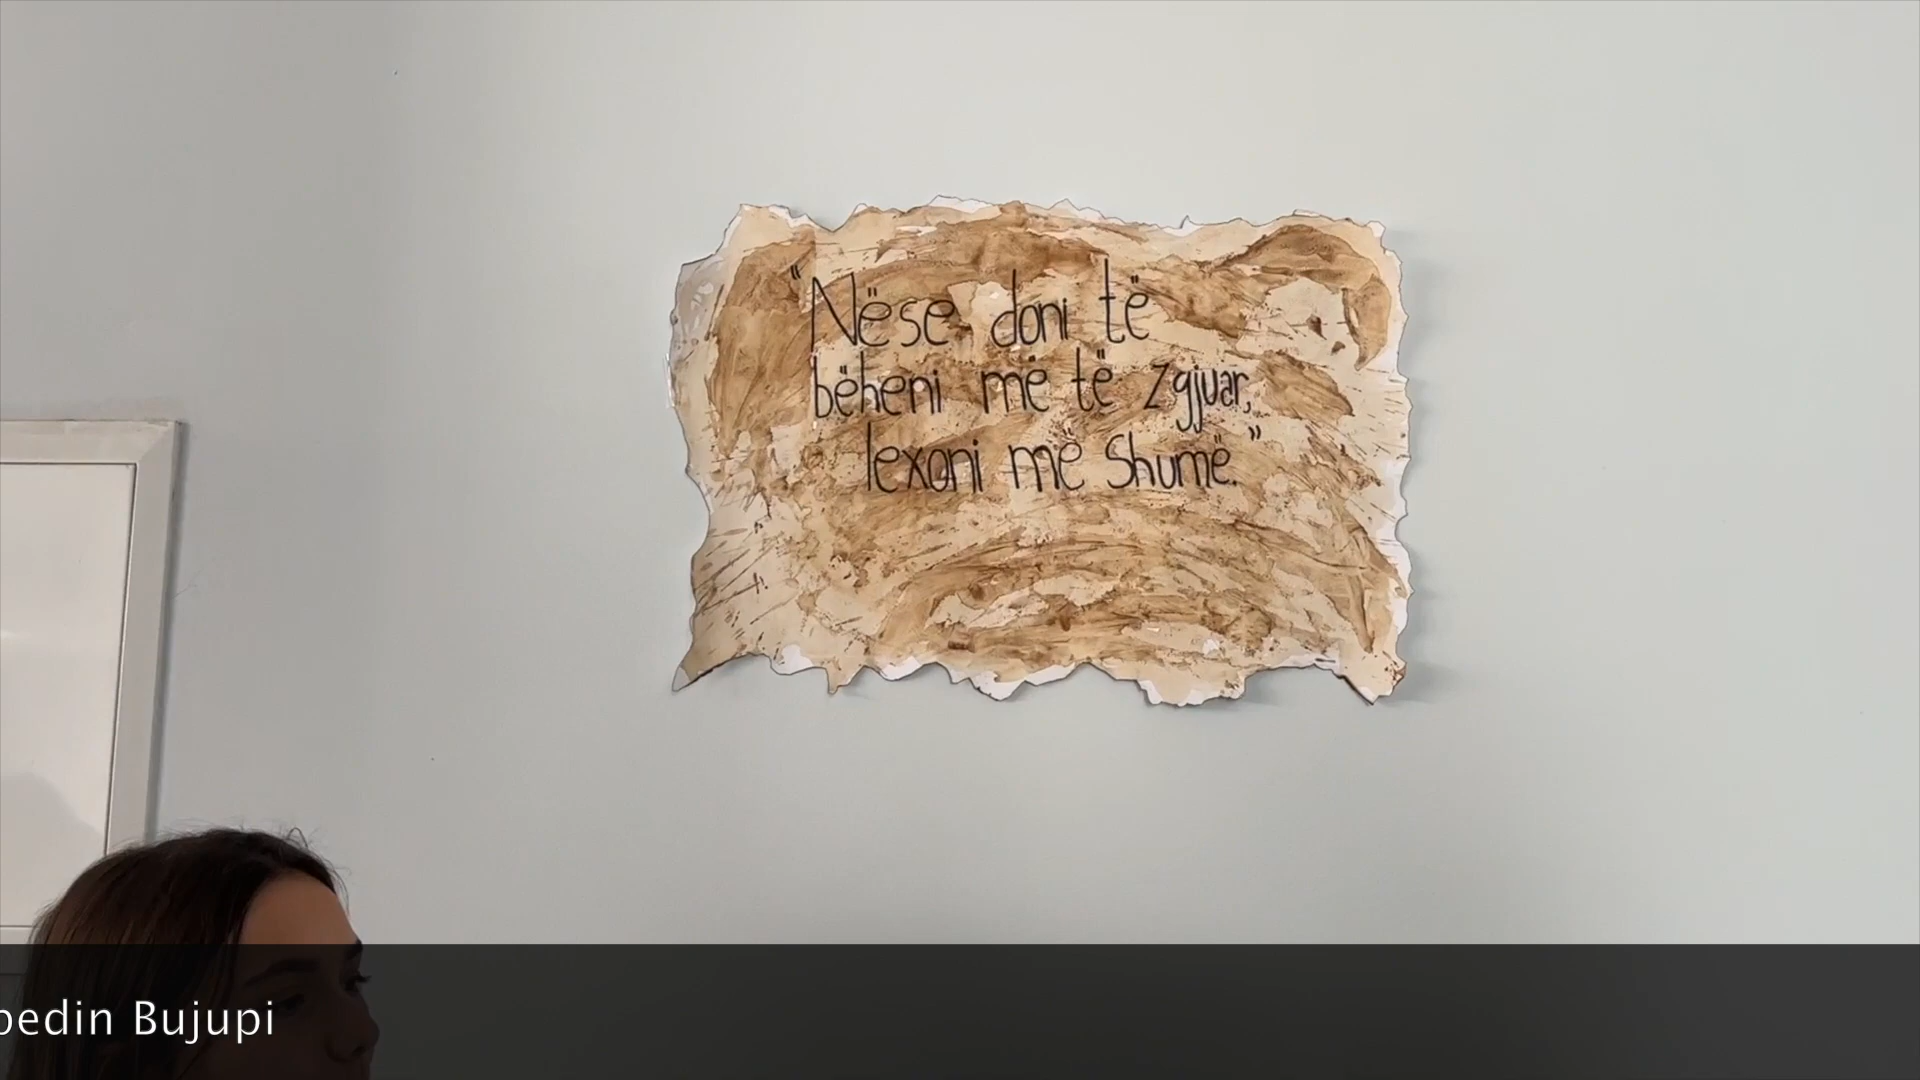 "Nëse doni të
bëheni më të zgjuar,
lexoni më shumë."
bedin Bujupi